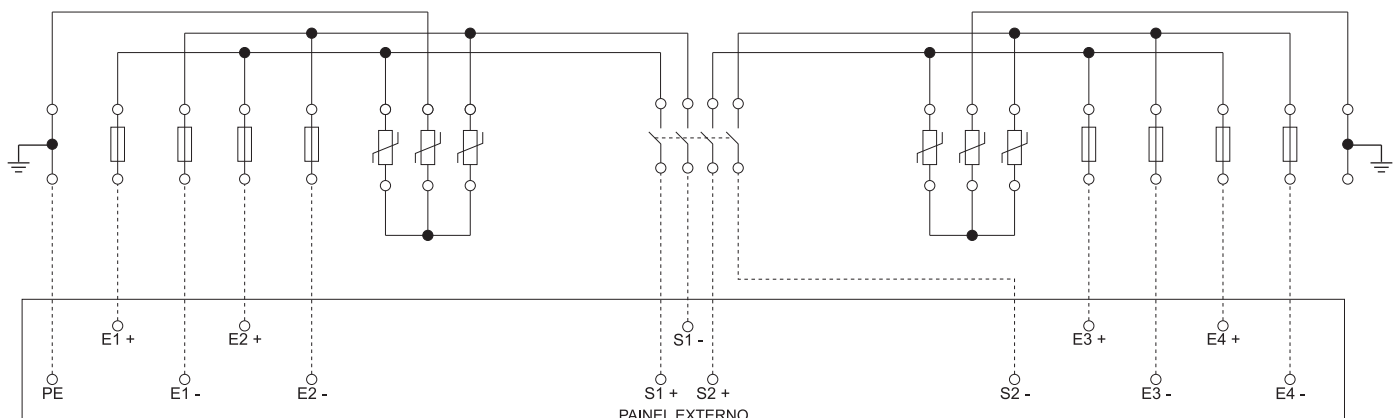 E1 + E2 + S1 - E3 + E4 +
PE E1 - E2 - S1 + S2 + S2 - E3 - E4 -
PAINEL EXTERNO